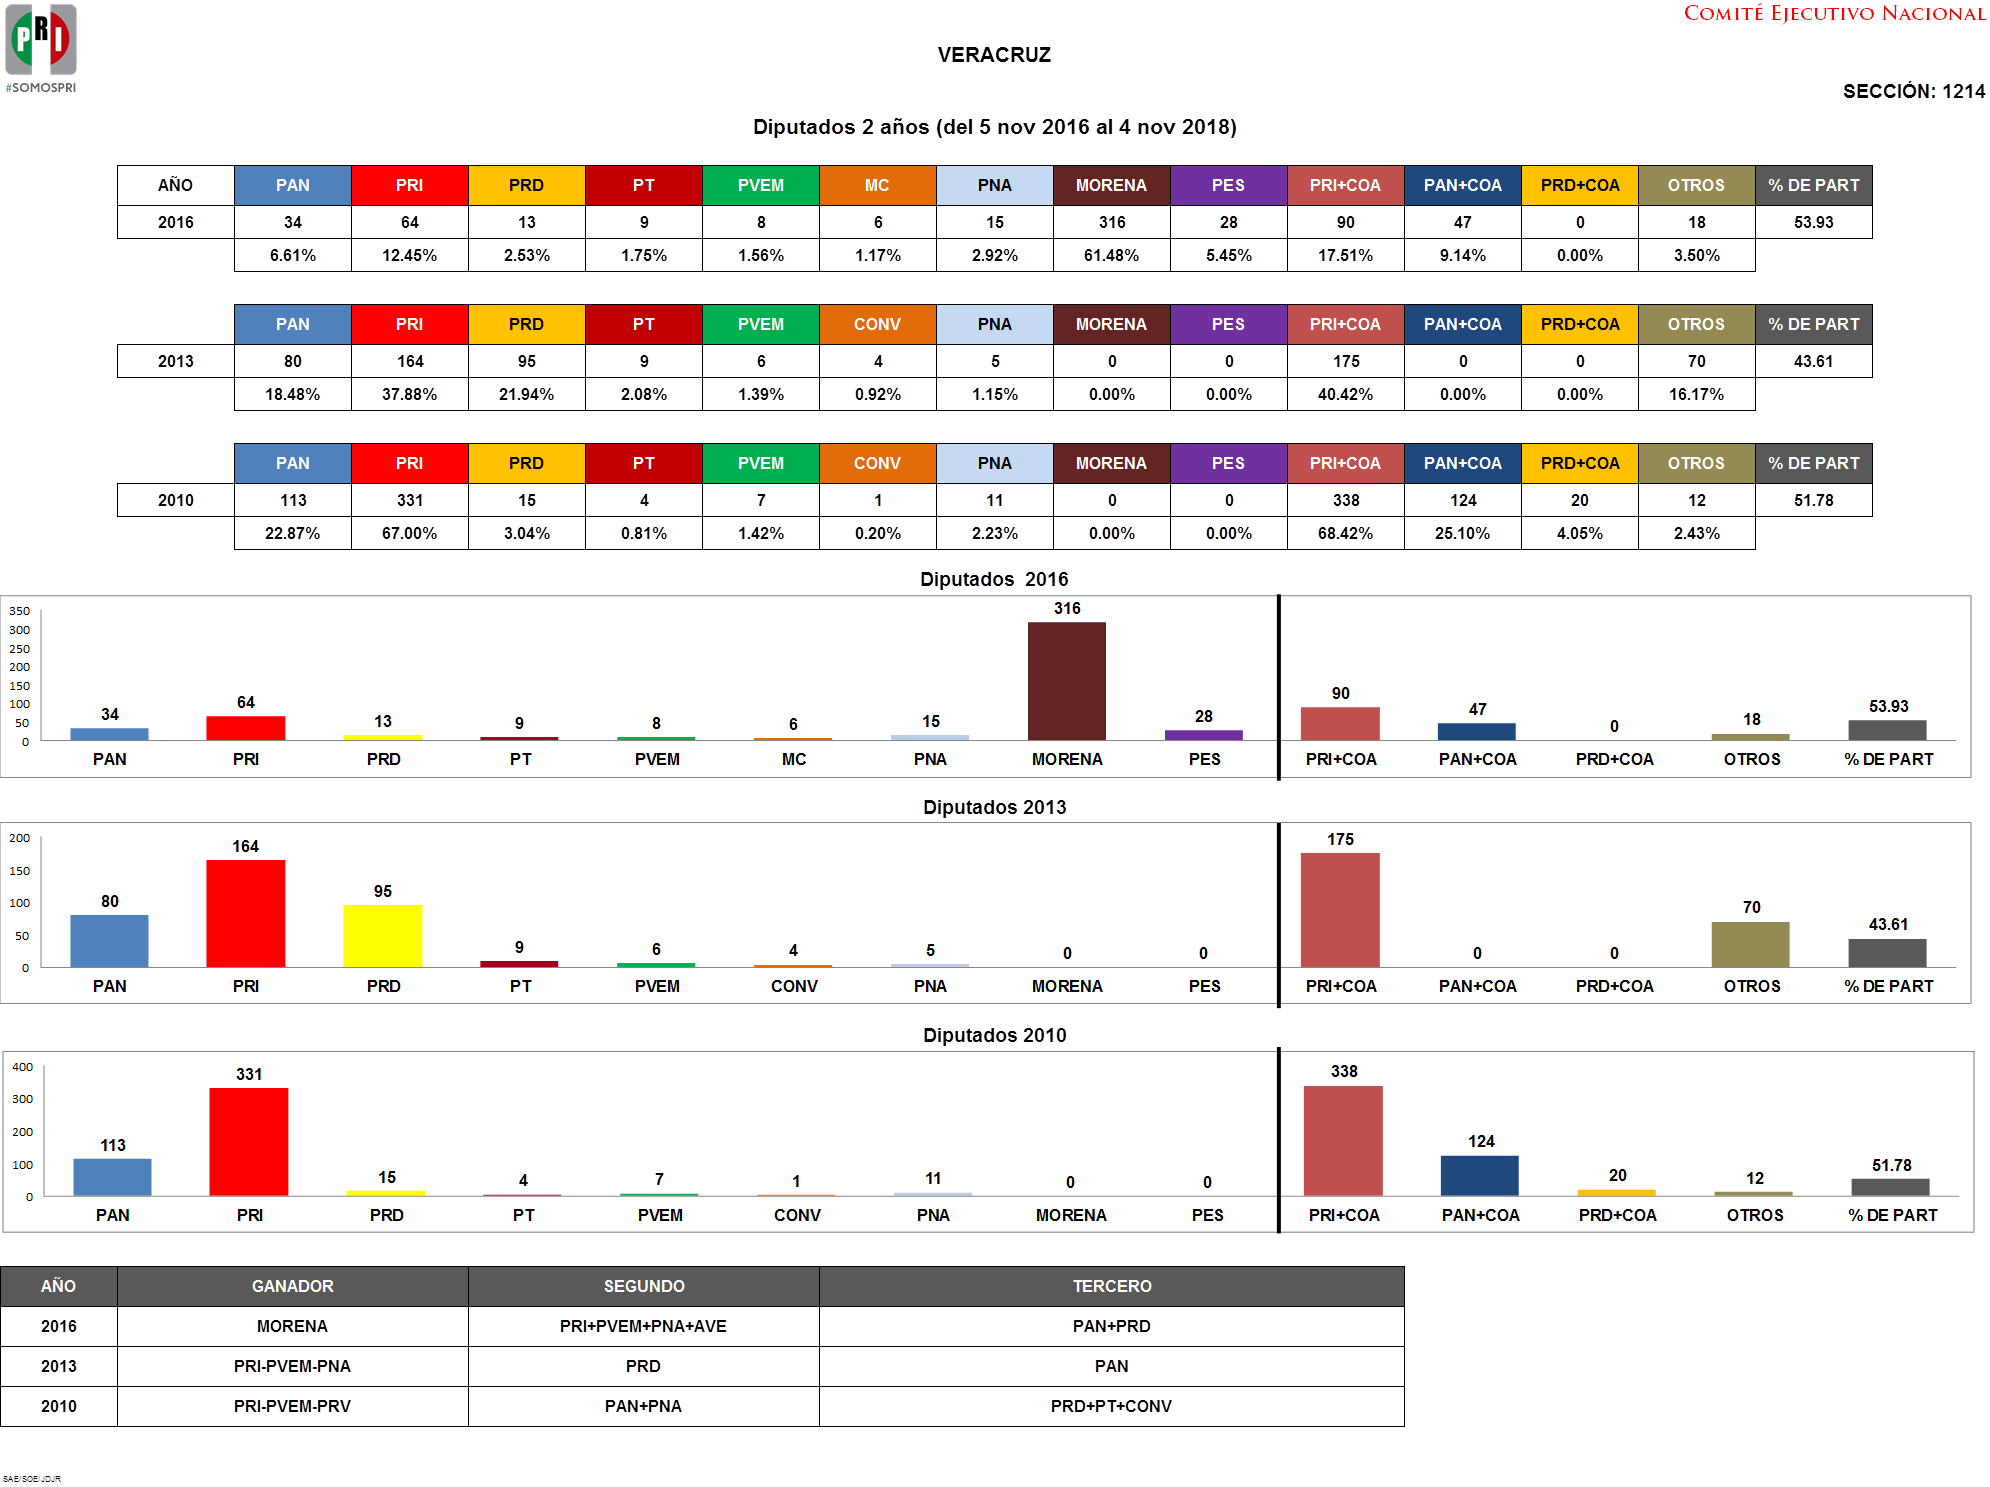 PRI
#SOMOSPRI
COMITÉ EJECUTIVO NACIONAL
VERACRUZ
SECCIÓN: 1214
Diputados 2 años (del 5 nov 2016 al 4 nov 2018)
AÑO PAN PRI PRD PT PVEM MC PNA MORENA PES PRI+COA PAN+COA PRD+COA OTROS % DE PART
2016 34 64 13 9 8 6 15 316 28 90 47 0 18 53.93
6.61% 12.45% 2.53% 1.75% 1.56% 1.17% 2.92% 61.48% 5.45% 17.51% 9.14% 0.00% 3.50%
PAN PRI PRD PT PVEM CONV PNA MORENA PES PRI+COA PAN+COA PRD+COA OTROS % DE PART
2013 80 164 95 9 6 4 5 0 0 175 0 0 70 43.61
18.48% 37.88% 21.94% 2.08% 1.39% 0.92% 1.15% 0.00% 0.00% 40.42% 0.00% 0.00% 16.17%
PAN PRI PRD PT PVEM CONV PNA MORENA PES PRI+COA PAN+COA PRD+COA OTROS % DE PART
2010 113 331 15 4 7 1 11 0 0 338 124 20 12 51.78
22.87% 67.00% 3.04% 0.81% 1.42% 0.20% 2.23% 0.00% 0.00% 68.42% 25.10% 4.05% 2.43%
Diputados 2016
350
300
250
200
150
100
50
0
34 64 13 9 8 6 15 316 28 90 47 0 18 53.93
PAN PRI PRD PT PVEM MC PNA MORENA PES PRI+COA PAN+COA PRD+COA OTROS % DE PART
Diputados 2013
200
150
100
50
0
80 164 95 9 6 4 5 0 0 175 0 0 70 43.61
PAN PRI PRD PT PVEM CONV PNA MORENA PES PRI+COA PAN+COA PRD+COA OTROS % DE PART
Diputados 2010
400
300
200
100
0
113 331 15 4 7 1 11 0 0 338 124 20 12 51.78
PAN PRI PRD PT PVEM CONV PNA MORENA PES PRI+COA PAN+COA PRD+COA OTROS % DE PART
AÑO GANADOR SEGUNDO TERCERO
2016 MORENA PRI+PVEM+PNA+AVE PAN+PRD
2013 PRI-PVEM-PNA PRD PAN
2010 PRI-PVEM-PRV PAN+PNA PRD+PT+CONV
SAE/SOE/JDJR